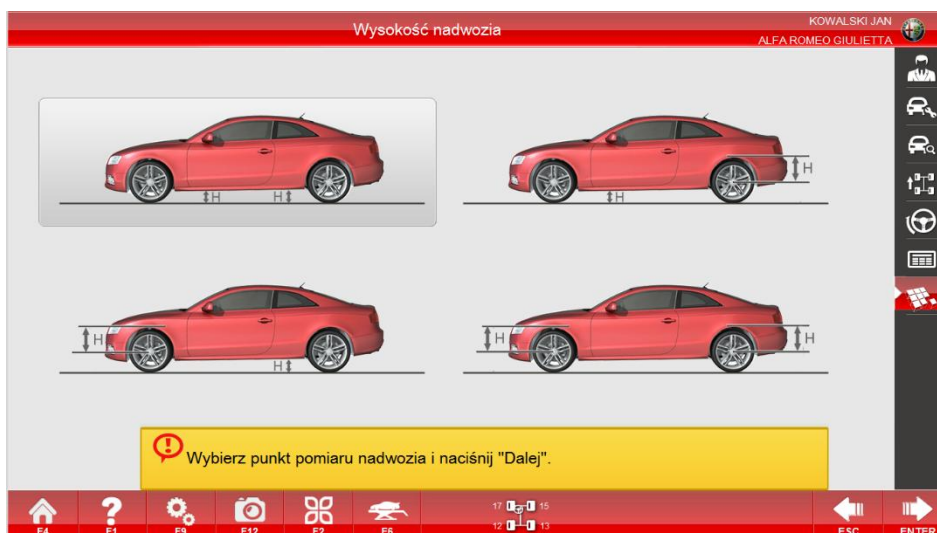 Wysokość nadwozia
KOWALSKI JAN
ALFA ROMEO GIULIETTA
H H
H H
H H
H H
Wybierz punkt pomiaru nadwozia i naciśnij "Dalej".
17 15
12 13
F4 F1 F9 F12 F2 F6 ESC ENTER